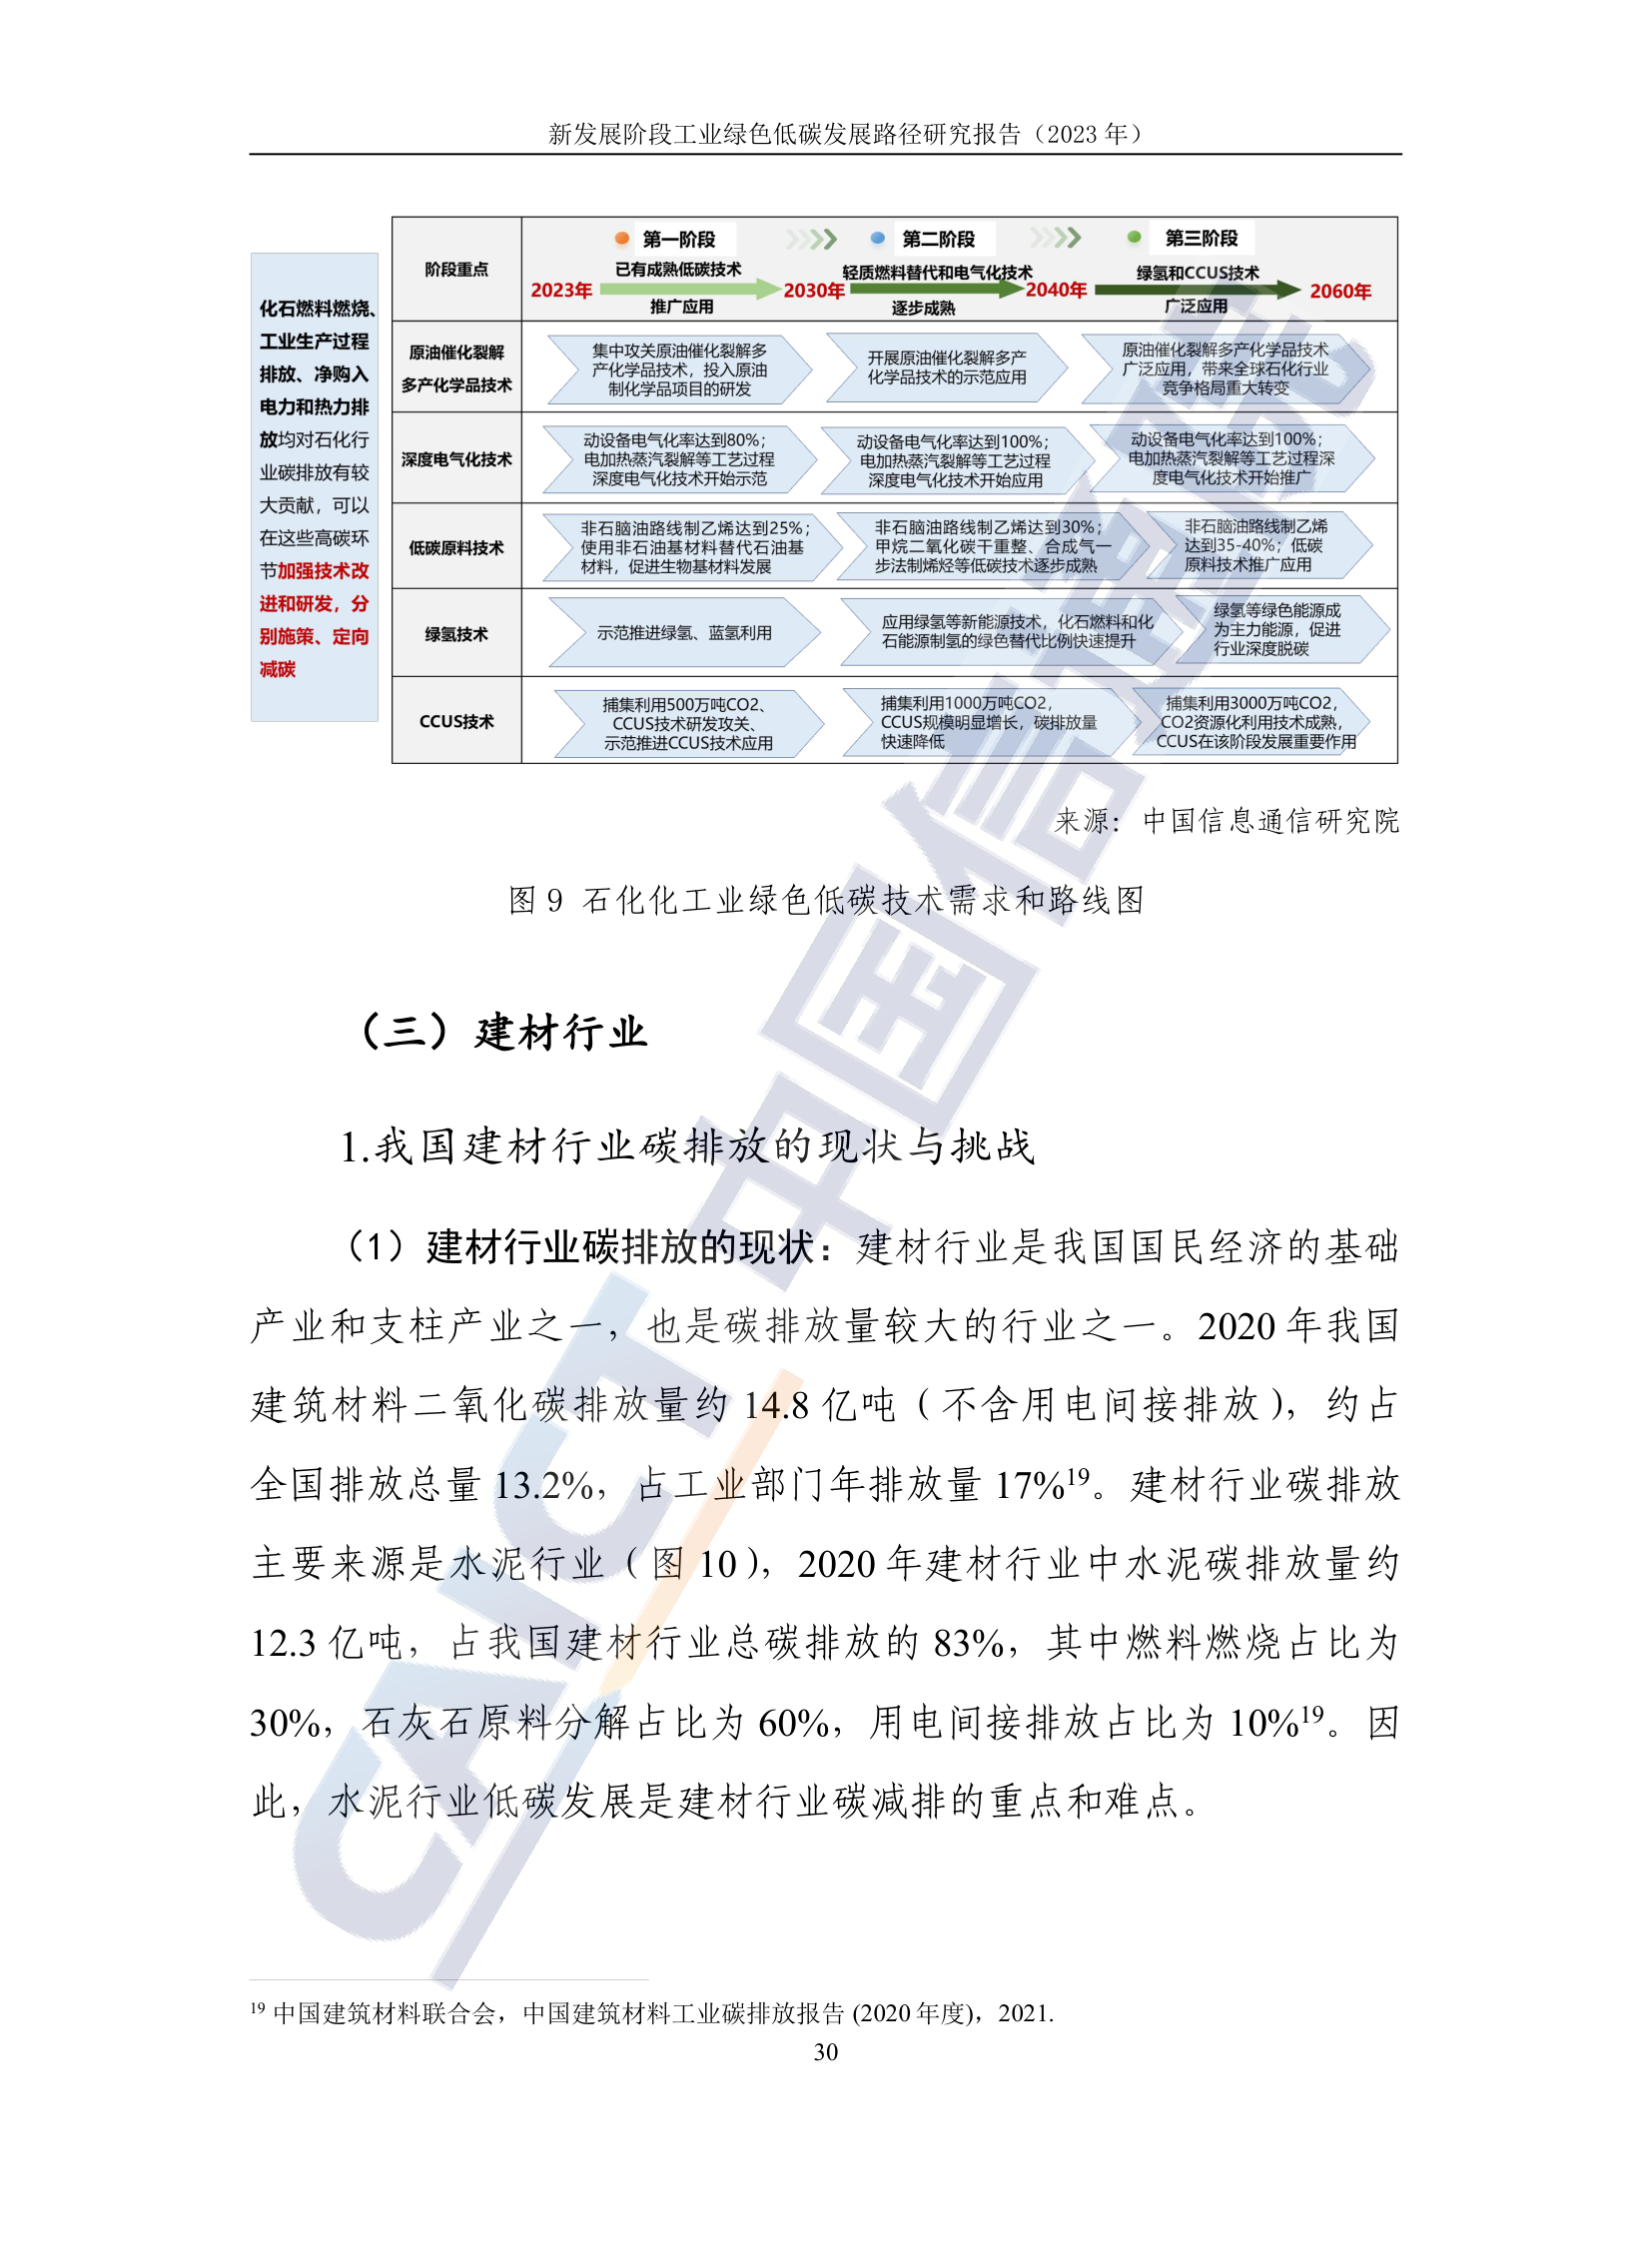 新发展阶段工业绿色低碳发展路径研究报告（2023 年）
化石燃料燃烧、
工业生产过程
排放、净购入
电力和热力排
放均对石化行
业碳排放有较
大贡献，可以
在这些高碳环
节加强技术改
进和研发，分
别施策、定向
减碳
阶段重点
第一阶段
已有成熟低碳技术
2023年
推广应用
第二阶段
轻质燃料替代和电气化技术
2030年
逐步成熟
第三阶段
绿氢和CCUS技术
2040年
2060年
广泛应用
原油催化裂解
多产化学品技术
集中攻关原油催化裂解多
产化学品技术，投入原油
制化学品项目的研发
开展原油催化裂解多产
化学品技术的示范应用
原油催化裂解多产化学品技术
广泛应用，带来全球石化行业
竞争格局重大转变
深度电气化技术
动设备电气化率达到80%；
电加热蒸汽裂解等工艺过程
深度电气化技术开始示范
动设备电气化率达到100%；
电加热蒸汽裂解等工艺过程
深度电气化技术开始应用
动设备电气化率达到100%；
电加热蒸汽裂解等工艺过程深
度电气化技术开始推广
低碳原料技术
非石脑油路线制乙烯达到25%；
使用非石油基材料替代石油基
材料，促进生物基材料发展
非石脑油路线制乙烯达到30%；
甲烷二氧化碳干重整、合成气一
步法制烯烃等低碳技术逐步成熟
非石脑油路线制乙烯
达到35-40%；低碳
原料技术推广应用
绿氢技术
示范推进绿氢、蓝氢利用
应用绿氢等新能源技术，化石燃料和化
石能源制氢的绿色替代比例快速提升
绿氢等绿色能源成
为主力能源，促进
行业深度脱碳
CCUS技术
捕集利用500万吨CO2、
CCUS技术研发攻关、
示范推进CCUS技术应用
捕集利用1000万吨CO2，
CCUS规模明显增长，碳排放量
快速降低
捕集利用3000万吨CO2，
CO2资源化利用技术成熟，
CCUS在该阶段发展重要作用
来源：中国信息通信研究院
图 9 石化化工业绿色低碳技术需求和路线图
（三）建材行业
1.我国建材行业碳排放的现状与挑战
（1）建材行业碳排放的现状：建材行业是我国国民经济的基础
产业和支柱产业之一，也是碳排放量较大的行业之一。2020 年我国
建筑材料二氧化碳排放量约 14.8 亿吨（不含用电间接排放），约占
全国排放总量 13.2%，占工业部门年排放量 17%¹⁹。建材行业碳排放
主要来源是水泥行业（图 10），2020 年建材行业中水泥碳排放量约
12.3 亿吨，占我国建材行业总碳排放的 83%，其中燃料燃烧占比为
30%，石灰石原料分解占比为 60%，用电间接排放占比为 10%¹⁹。因
此，水泥行业低碳发展是建材行业碳减排的重点和难点。
¹⁹ 中国建筑材料联合会，中国建筑材料工业碳排放报告 (2020 年度)，2021.
30
CAICT 中国信通院